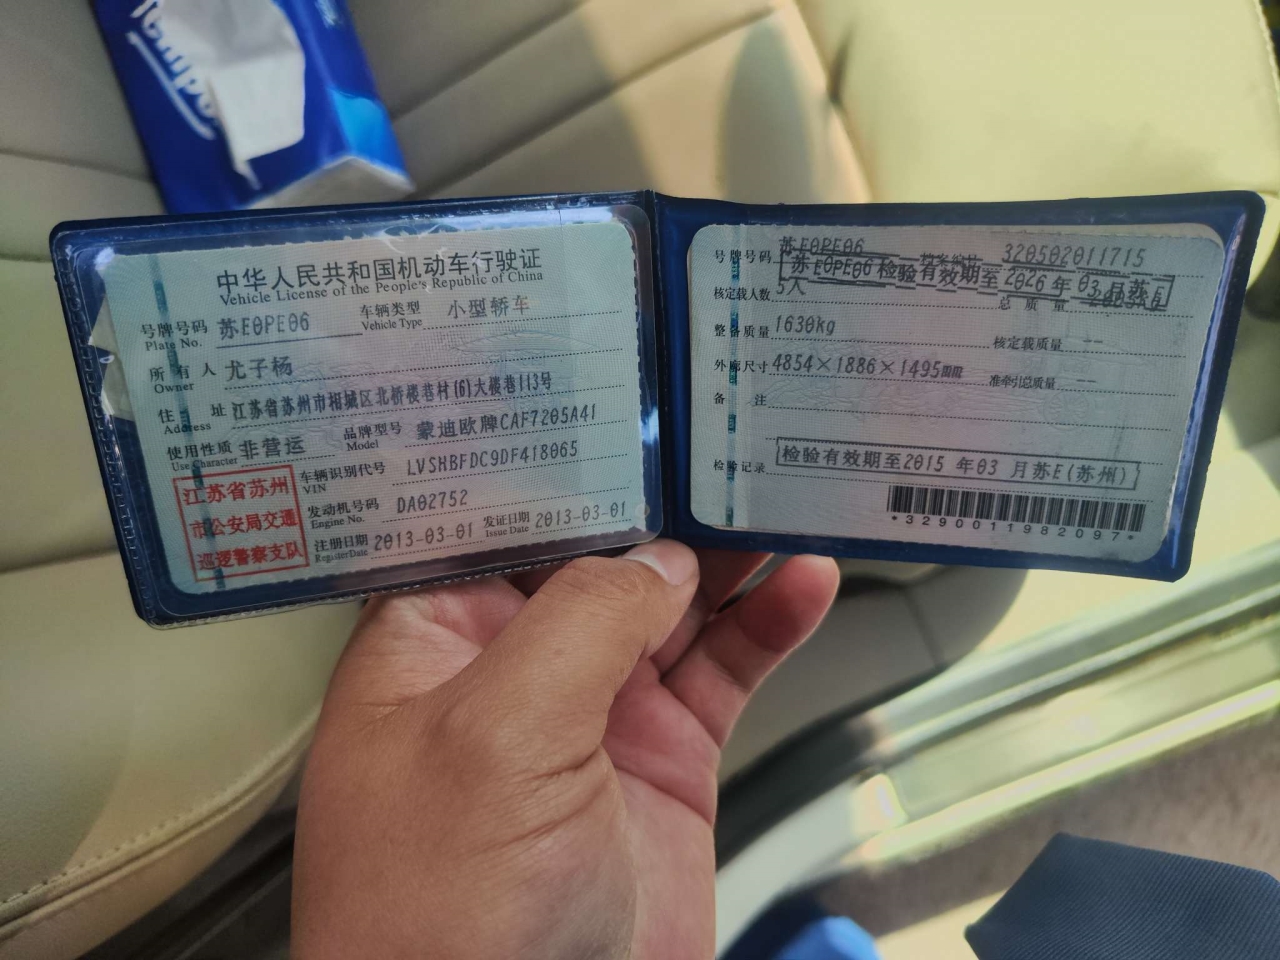 Tempo
中华人民共和国机动车行驶证
Vehicle License of the People's Republic of China
号牌号码 苏E0PE06 车辆类型 小型轿车
Plate No. Vehicle Type
所有人 尤子杨
Owner
住址 江苏省苏州市相城区北桥楼巷村(6)大楼巷113号
Address
使用性质 非营运 品牌型号 蒙迪欧牌CAF7205A41
Use Character Model
江苏省苏州
市公安局交通
巡逻警察支队
车辆识别代号 LVSHBFDC9DF418065
VIN
发动机号码 DA02752
Engine No.
注册日期 2013-03-01 发证日期 2013-03-01
Register Date Issue Date
号牌号码 苏E0PE06 档案编号 320502011715
苏E0PE06 检验有效期至 2026 年 03 月苏E
核定载人数 5人 总质量
整备质量 1630kg 核定载质量 --
外廓尺寸 4854×1886×1495mm 准牵引总质量 --
备注
检验记录 检验有效期至2015 年03 月苏E(苏州)
*3290011982097*